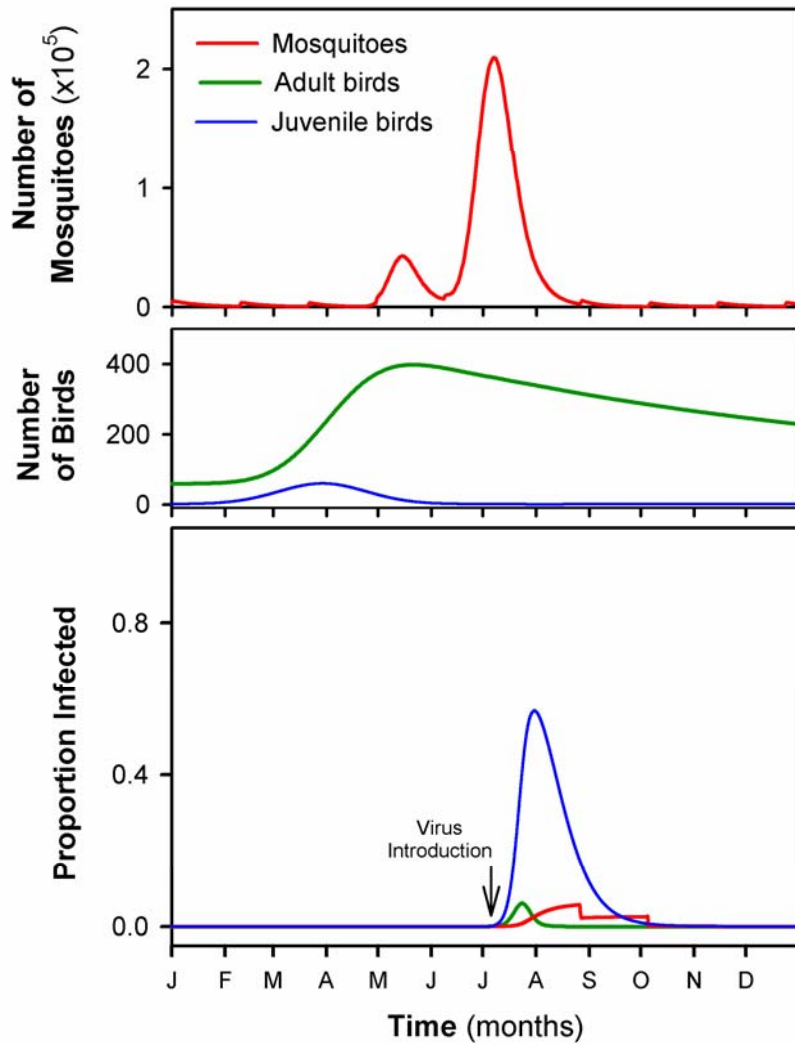 Number of
Mosquitoes (x10⁵)
2
1
0
Mosquitoes
Adult birds
Juvenile birds
Number
of Birds
400
200
0
Proportion Infected
0.8
0.4
0.0
Virus
Introduction
J F M A M J J A S O N D
Time (months)